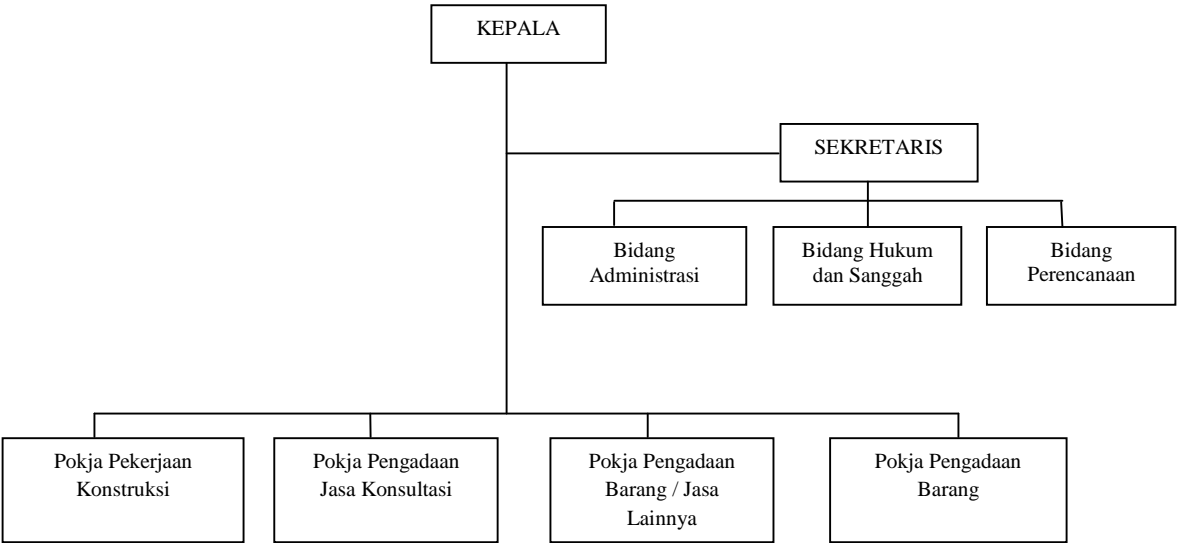 KEPALA
SEKRETARIS
Bidang
Administrasi
Bidang Hukum
dan Sanggah
Bidang
Perencanaan
Pokja Pekerjaan
Konstruksi
Pokja Pengadaan
Jasa Konsultasi
Pokja Pengadaan
Barang / Jasa
Lainnya
Pokja Pengadaan
Barang